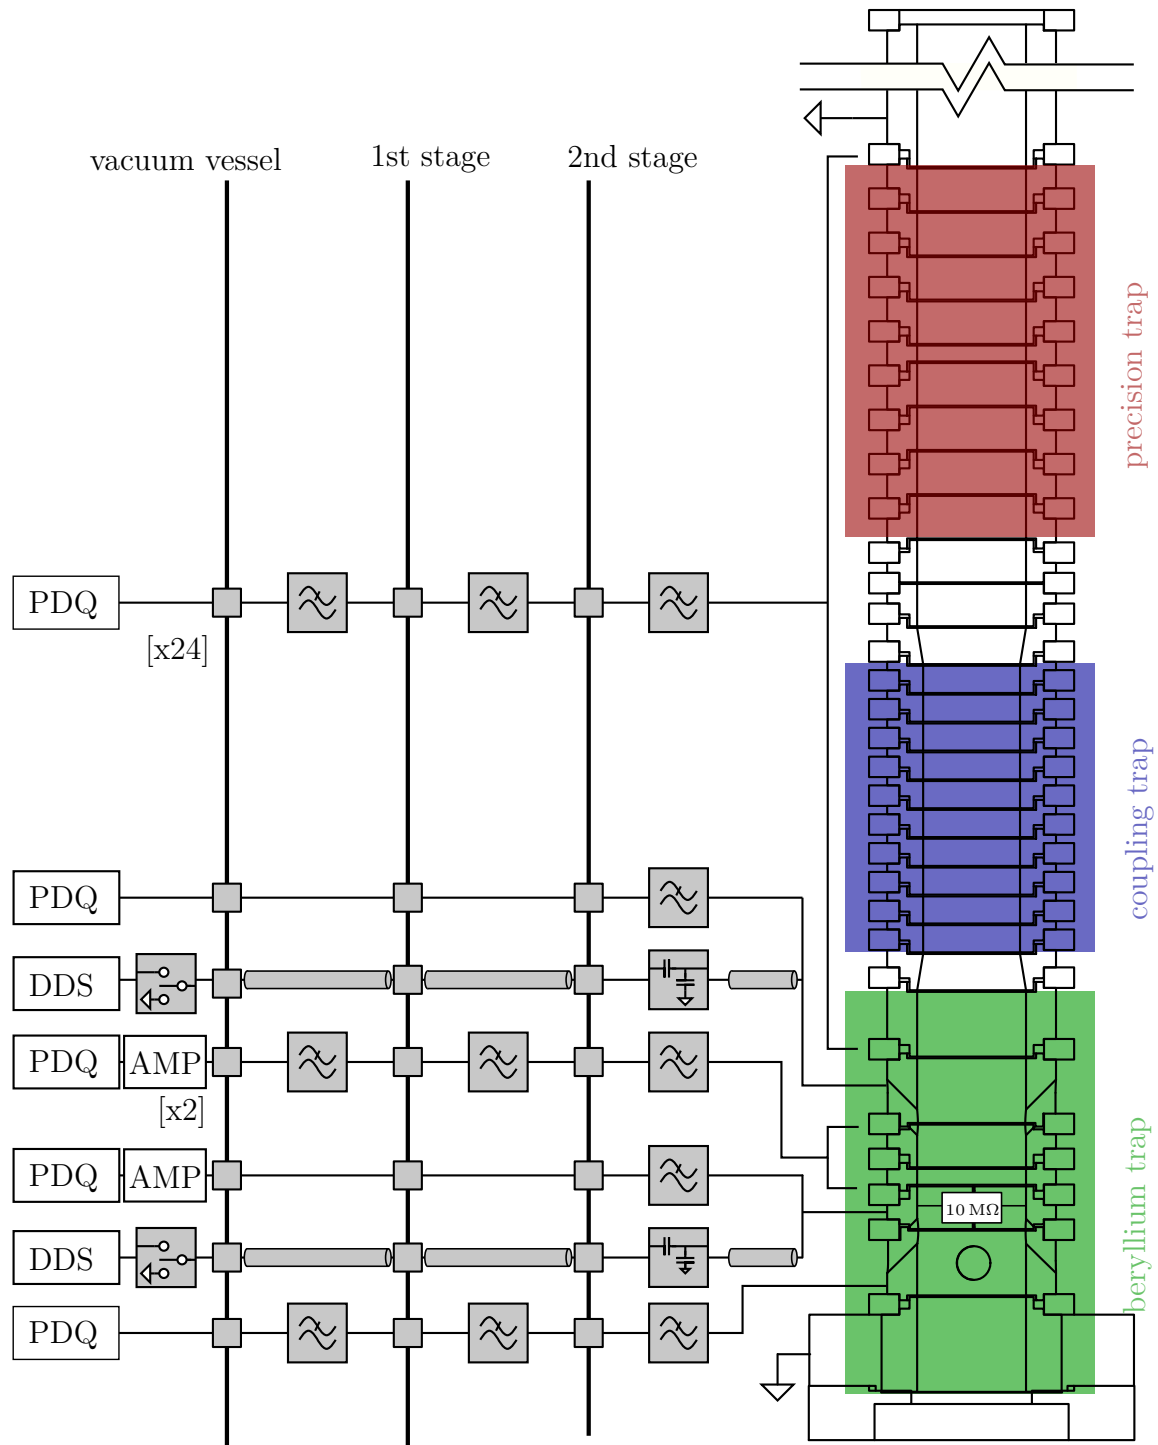 vacuum vessel
1st stage
2nd stage
precision trap
PDQ
[x24]
coupling trap
PDQ
DDS
PDQ AMP
[x2]
PDQ AMP
10 MΩ
beryllium trap
DDS
PDQ